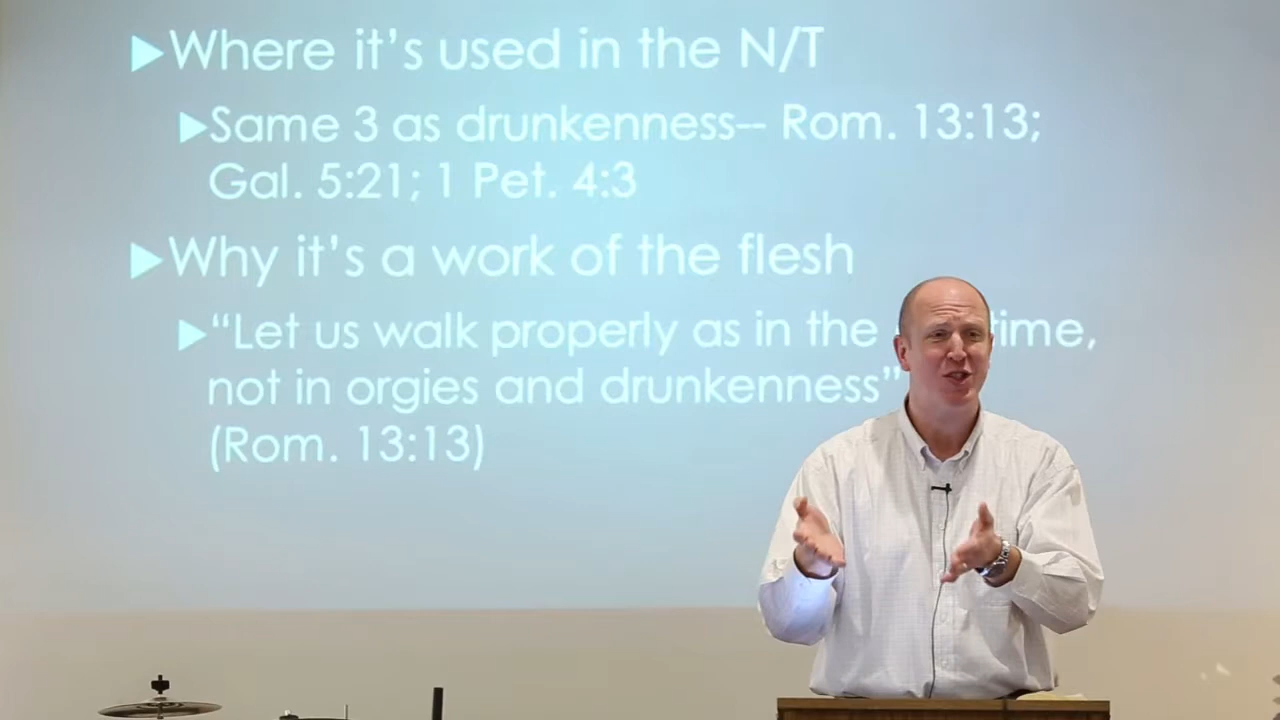 Where it's used in the N/T
Same 3 as drunkenness– Rom. 13:13;
Gal. 5:21; 1 Pet. 4:3
Why it's a work of the flesh
“Let us walk properly as in the time,
not in orgies and drunkenness”
(Rom. 13:13)